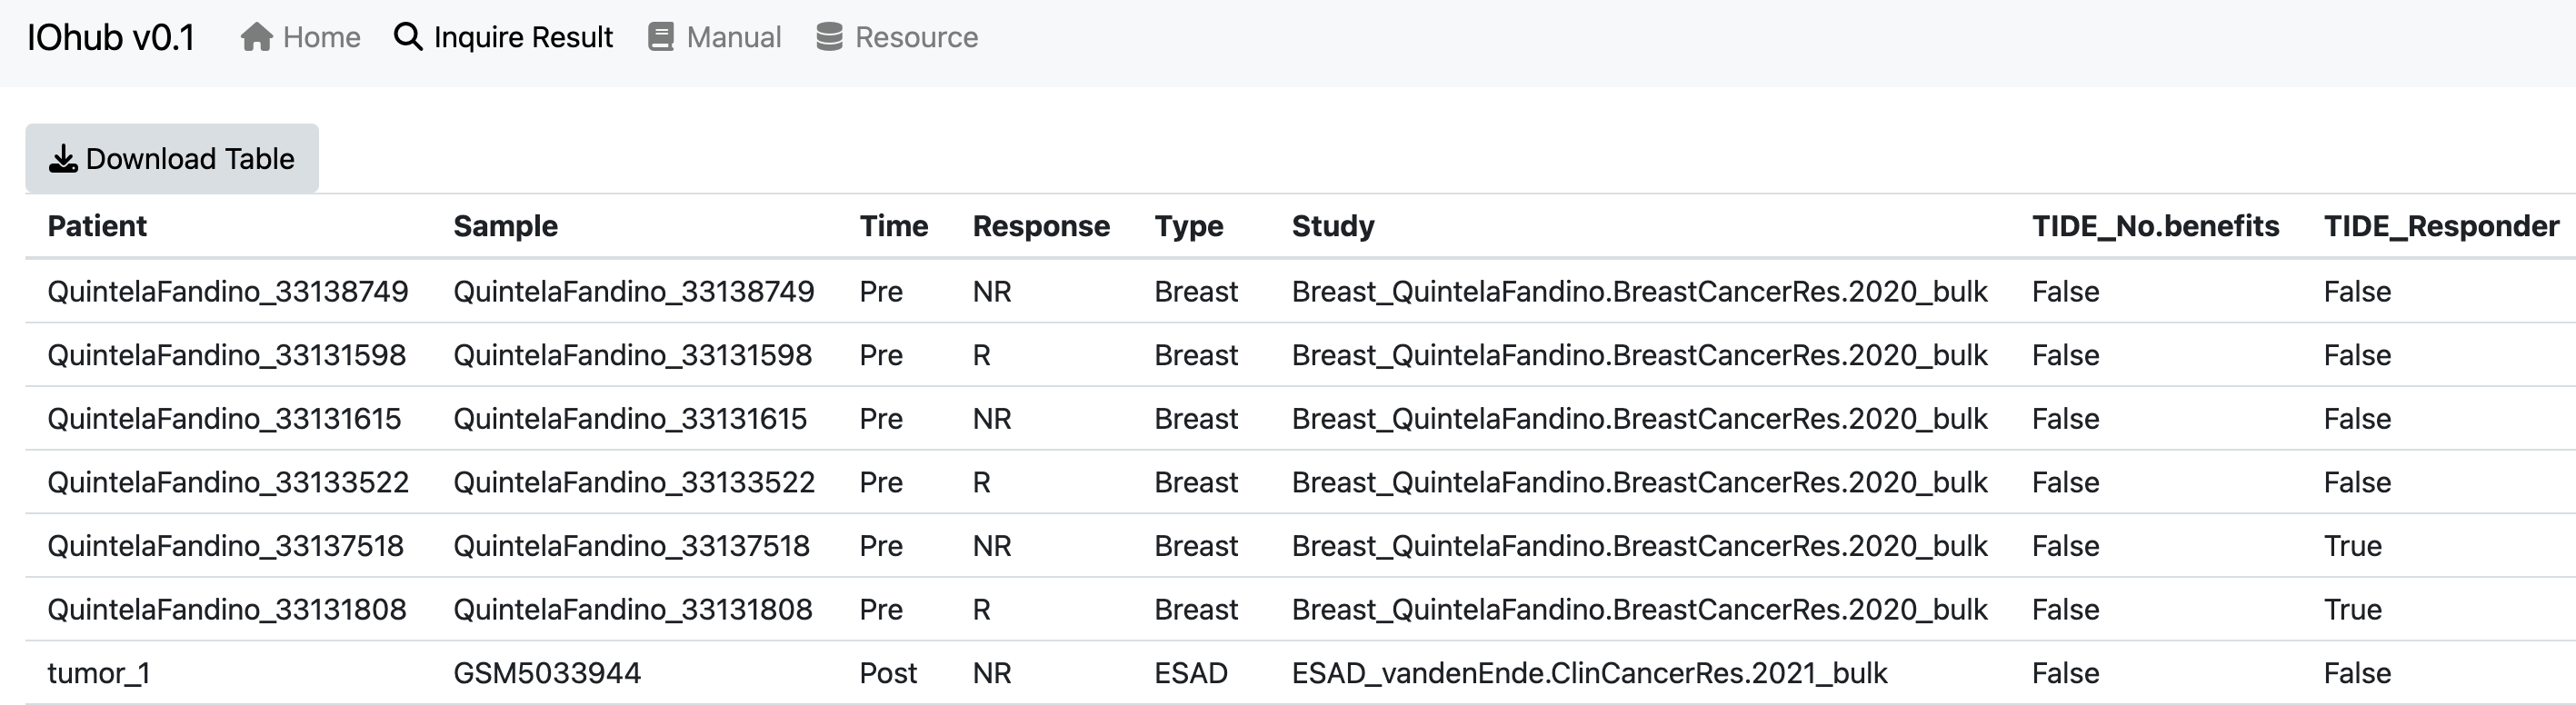 IOhub v0.1 Home Inquire Result Manual Resource
Download Table
Patient Sample Time Response Type Study TIDE_No.benefits TIDE_Responder
QuintelaFandino_33138749 QuintelaFandino_33138749 Pre NR Breast Breast_QuintelaFandino.BreastCancerRes.2020_bulk False False
QuintelaFandino_33131598 QuintelaFandino_33131598 Pre R Breast Breast_QuintelaFandino.BreastCancerRes.2020_bulk False False
QuintelaFandino_33131615 QuintelaFandino_33131615 Pre NR Breast Breast_QuintelaFandino.BreastCancerRes.2020_bulk False False
QuintelaFandino_33133522 QuintelaFandino_33133522 Pre R Breast Breast_QuintelaFandino.BreastCancerRes.2020_bulk False False
QuintelaFandino_33137518 QuintelaFandino_33137518 Pre NR Breast Breast_QuintelaFandino.BreastCancerRes.2020_bulk False True
QuintelaFandino_33131808 QuintelaFandino_33131808 Pre R Breast Breast_QuintelaFandino.BreastCancerRes.2020_bulk False True
tumor_1 GSM5033944 Post NR ESAD ESAD_vandenEnde.ClinCancerRes.2021_bulk False False